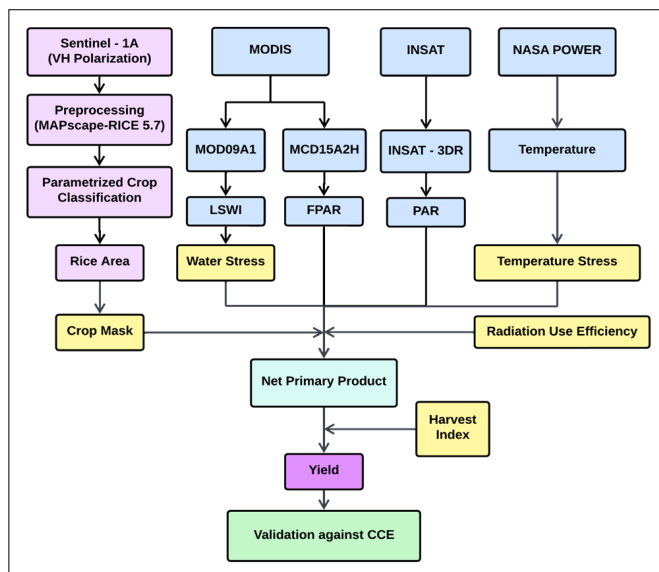 Sentinel - 1A
(VH Polarization)
MODIS
INSAT
NASA POWER
Preprocessing
(MAPscape-RICE 5.7)
MOD09A1
MCD15A2H
INSAT - 3DR
Temperature
Parametrized Crop
Classification
LSWI
FPAR
PAR
Rice Area
Water Stress
Temperature Stress
Crop Mask
Radiation Use Efficiency
Net Primary Product
Harvest
Index
Yield
Validation against CCE